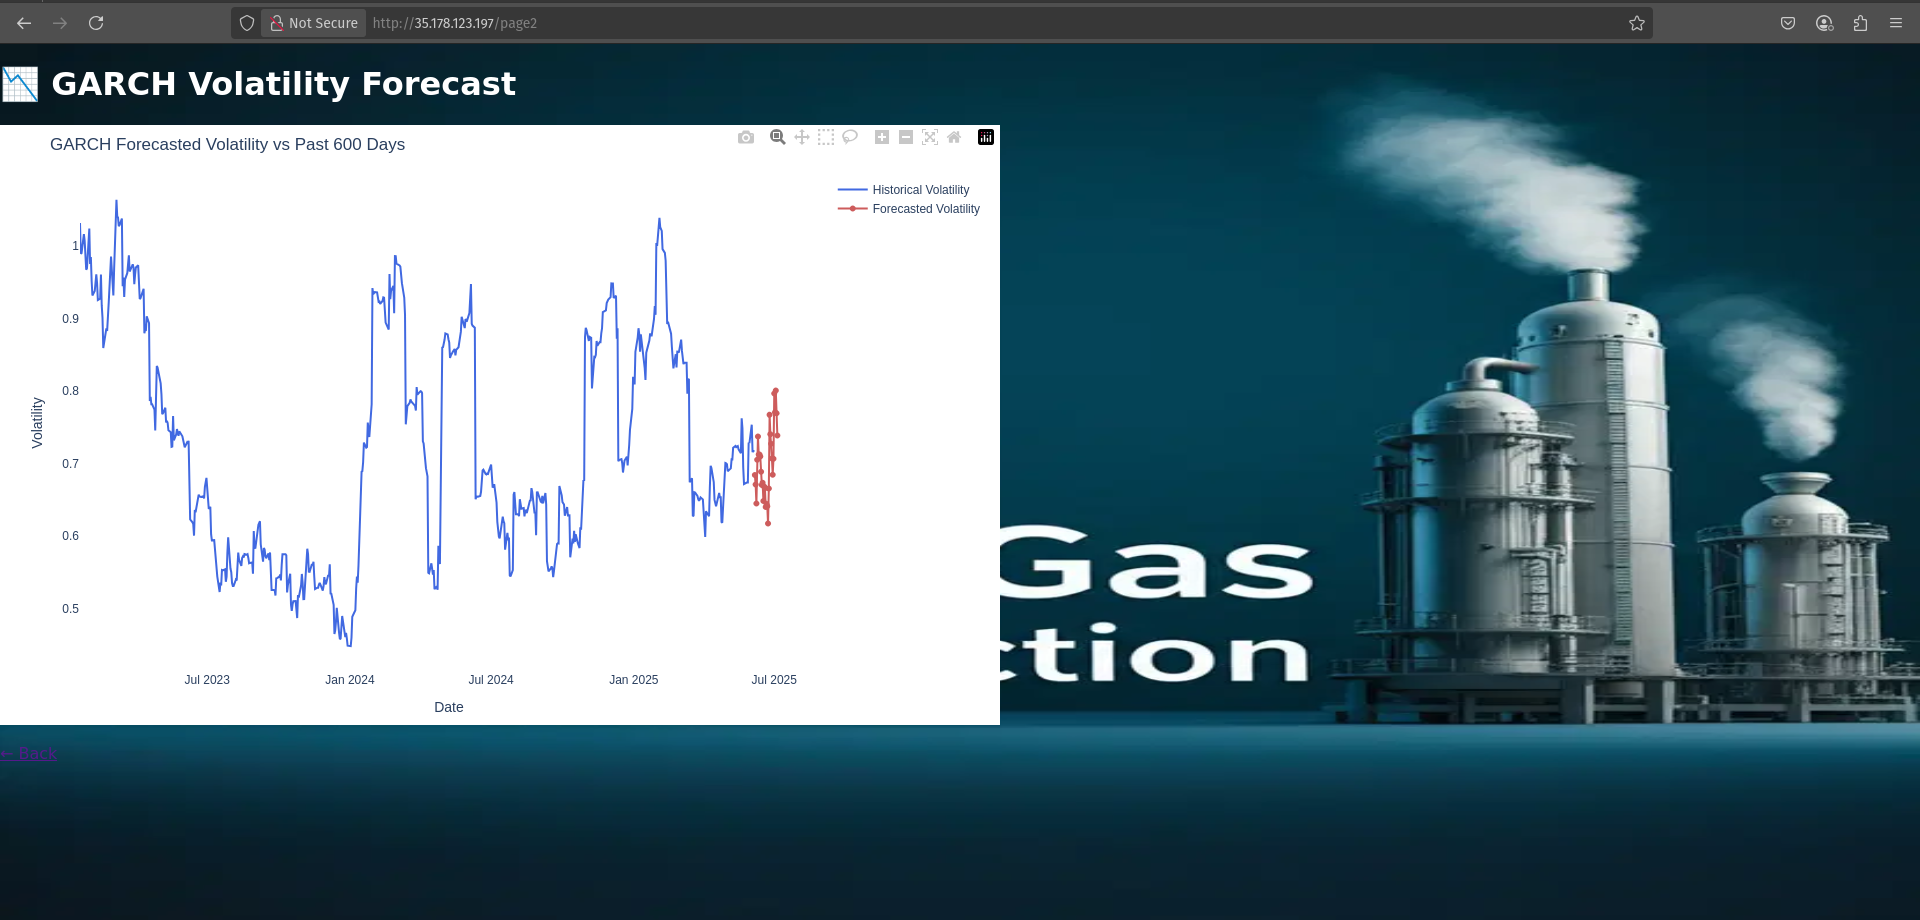 Not Secure
http://35.178.123.197/page2
GARCH Volatility Forecast
GARCH Forecasted Volatility vs Past 600 Days
Historical Volatility
Forecasted Volatility
1
0.9
0.8
0.7
0.6
0.5
Volatility
Jul 2023
Jan 2024
Jul 2024
Jan 2025
Jul 2025
Date
Gas
ction
← Back